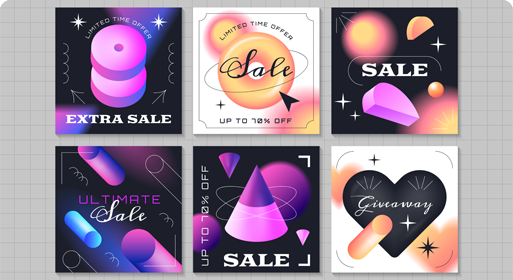 LIMITED TIME OFFER
EXTRA SALE
LIMITED TIME OFFER
Sale
UP TO 70% OFF
SALE
ULTIMATE
Sale
UP TO 70% OFF
SALE
Giveaway